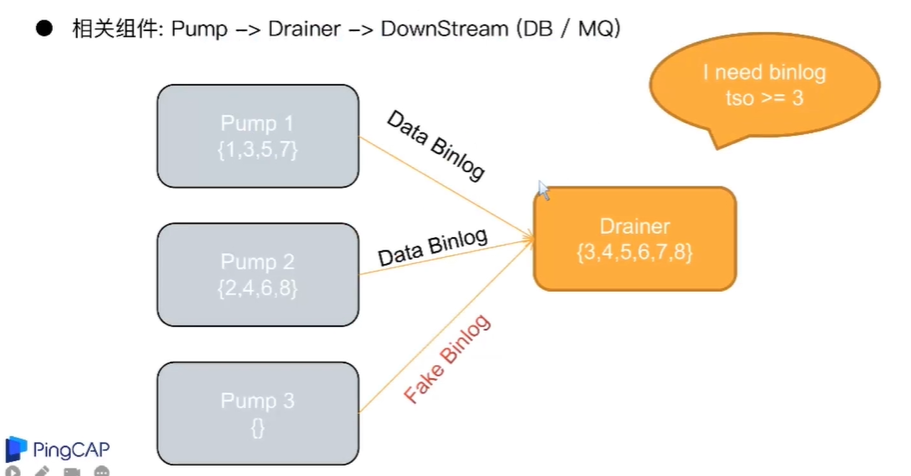 相关组件: Pump –> Drainer –> DownStream (DB / MQ)
I need binlog
tso >= 3
Pump 1
{1,3,5,7}
Data Binlog
Drainer
{3,4,5,6,7,8}
Pump 2
{2,4,6,8}
Data Binlog
Pump 3
{}
Fake Binlog
PingCAP